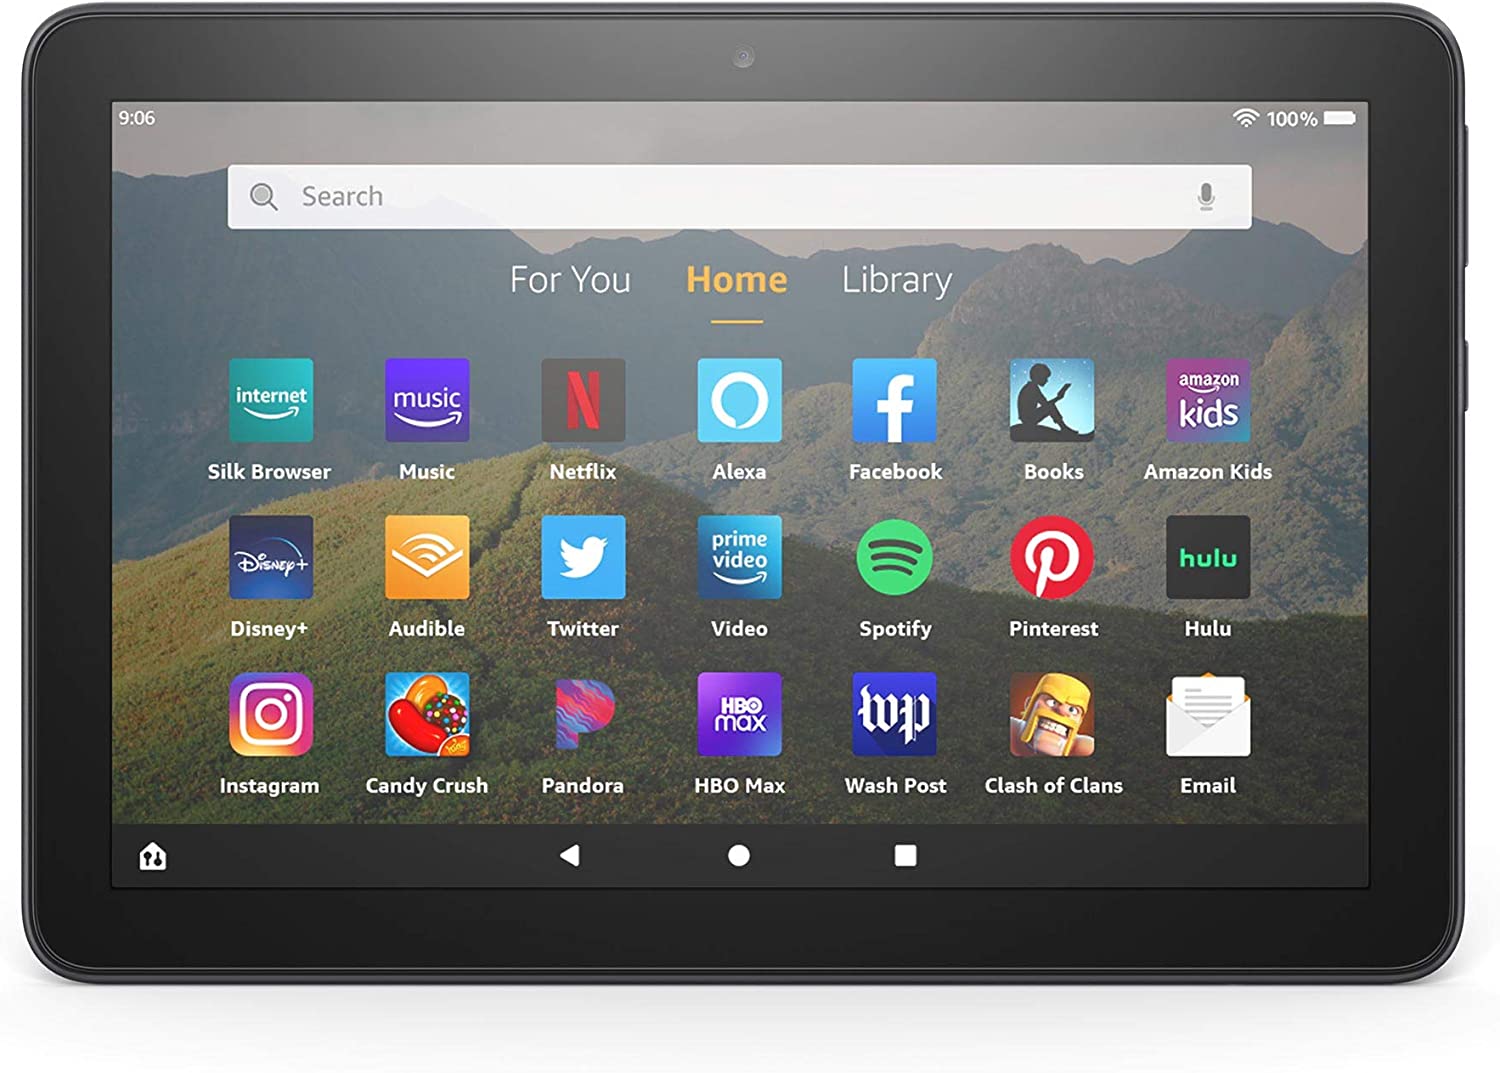 9:06
100%
Search
For You Home Library
internet
music
N
f
amazon
kids
Silk Browser Music Netflix Alexa Facebook Books Amazon Kids
Disney+
prime
video
hulu
Disney+ Audible Twitter Video Spotify Pinterest Hulu
King
HBO
max
wp
Instagram Candy Crush Pandora HBO Max Wash Post Clash of Clans Email